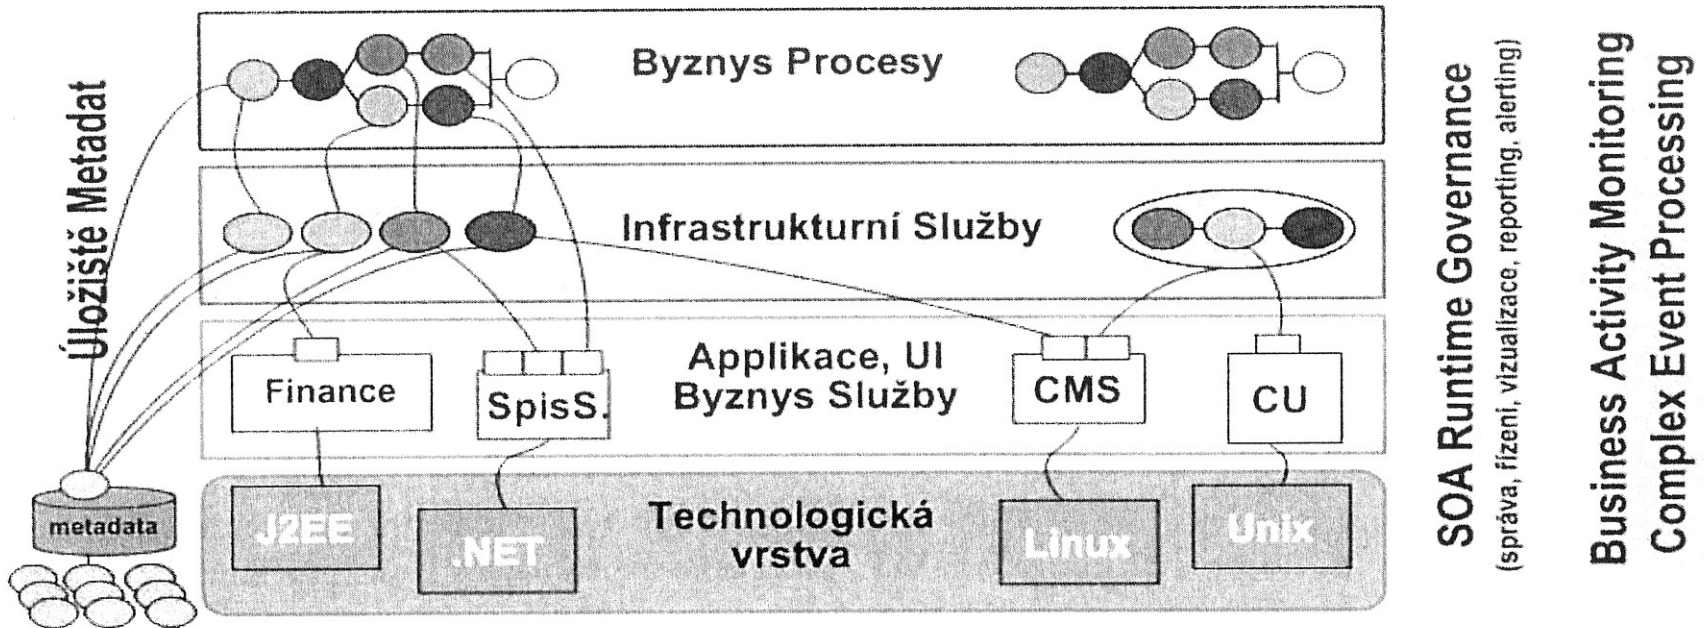 Úložiště Metadat
Byznys Procesy
Infrastrukturní Služby
Applikace, UI
Byznys Služby
Finance
SpisS.
CMS
CU
metadata
J2EE
.NET
Technologická
vrstva
Linux
Unix
SOA Runtime Governance
(správa, řízení, vizualizace, reporting, alerting)
Business Activity Monitoring
Complex Event Processing